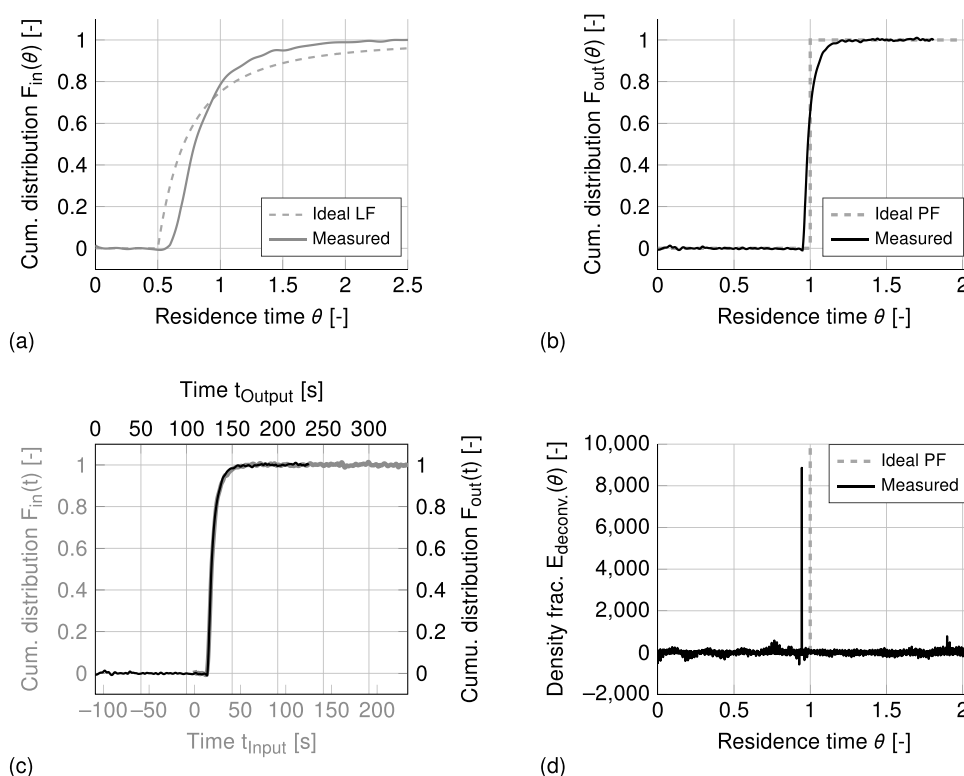 Cum. distribution F_in(θ) [-]
1
0.8
0.6
0.4
0.2
0
Ideal LF
Measured
0 0.5 1 1.5 2 2.5
Residence time θ [-]
(a)
Cum. distribution F_out(θ) [-]
1
0.8
0.6
0.4
0.2
0
Ideal PF
Measured
0 0.5 1 1.5 2
Residence time θ [-]
(b)
Time t_Output [s]
0 50 100 150 200 250 300
Cum. distribution F_in(t) [-]
1
0.8
0.6
0.4
0.2
0
1
0.8
0.6
0.4
0.2
0
Cumu. distribution F_out(t) [-]
−100 −50 0 50 100 150 200
Time t_Input [s]
(c)
Density frac. E_deconv.(θ) [-]
10,000
8,000
6,000
4,000
2,000
0
−2,000
Ideal PF
Measured
0 0.5 1 1.5 2
Residence time θ [-]
(d)